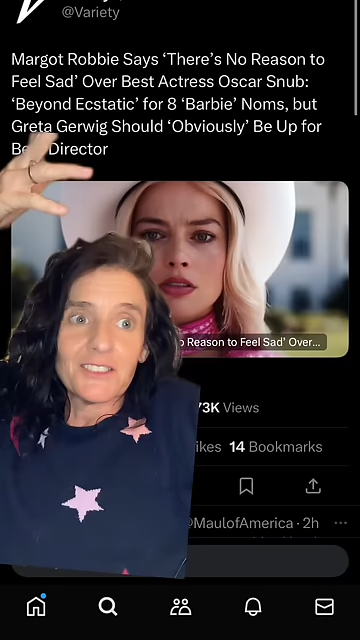 @Variety
Margot Robbie Says ‘There’s No Reason to
Feel Sad’ Over Best Actress Oscar Snub:
‘Beyond Ecstatic’ for 8 ‘Barbie’ Noms, but
Greta Gerwig Should ‘Obviously’ Be Up for
Director
Reason to Feel Sad’ Over...
73K Views
14 Bookmarks
@MaulofAmerica · 2h